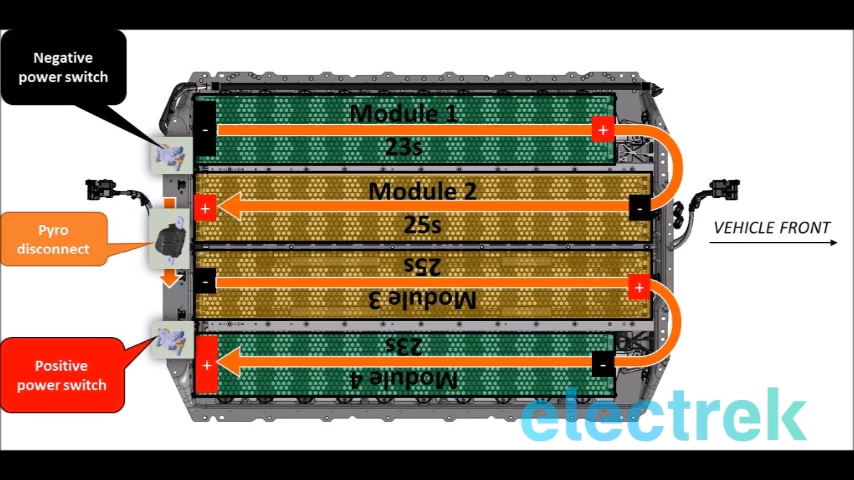 Negative
power switch
Module 1
-
+
23s
Module 2
+
-
25s
Pyro
disconnect
VEHICLE FRONT
25s
-
+
Module 3
Positive
power switch
23s
+
-
Module 4
electrek